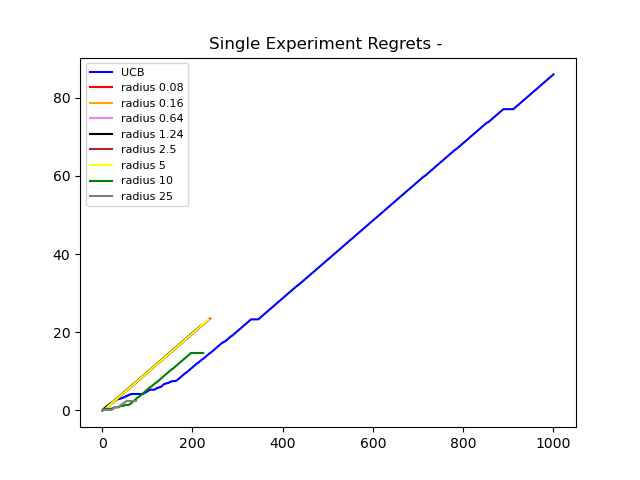 Single Experiment Regrets -
UCB
radius 0.08
radius 0.16
radius 0.64
radius 1.24
radius 2.5
radius 5
radius 10
radius 25
80
60
40
20
0
0 200 400 600 800 1000